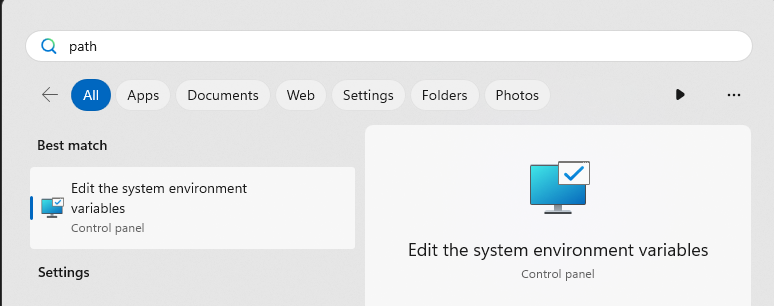 path
All
Apps
Documents
Web
Settings
Folders
Photos
Best match
Edit the system environment
variables
Control panel
Settings
Edit the system environment variables
Control panel